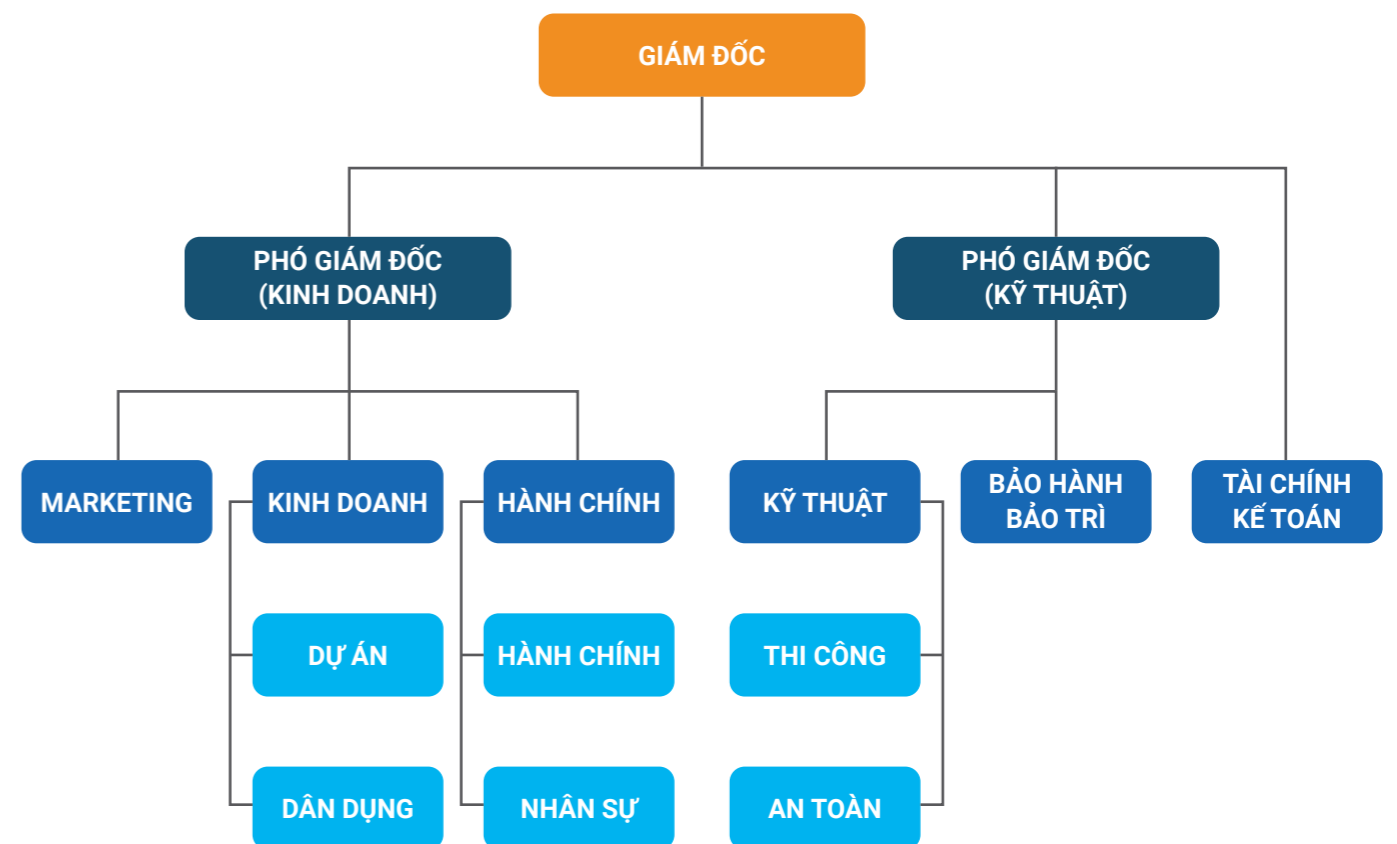 GIÁM ĐỐC
PHÓ GIÁM ĐỐC
(KINH DOANH)
PHÓ GIÁM ĐỐC
(KỸ THUẬT)
MARKETING
KINH DOANH
HÀNH CHÍNH
KỸ THUẬT
BẢO HÀNH
BẢO TRÌ
TÀI CHÍNH
KẾ TOÁN
DỰ ÁN
HÀNH CHÍNH
THI CÔNG
DÂN DỤNG
NHÂN SỰ
AN TOÀN